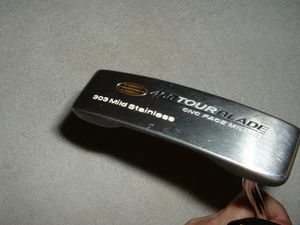 TOUR BLADE
CNC FACE MILLED
303 Mild Stainless